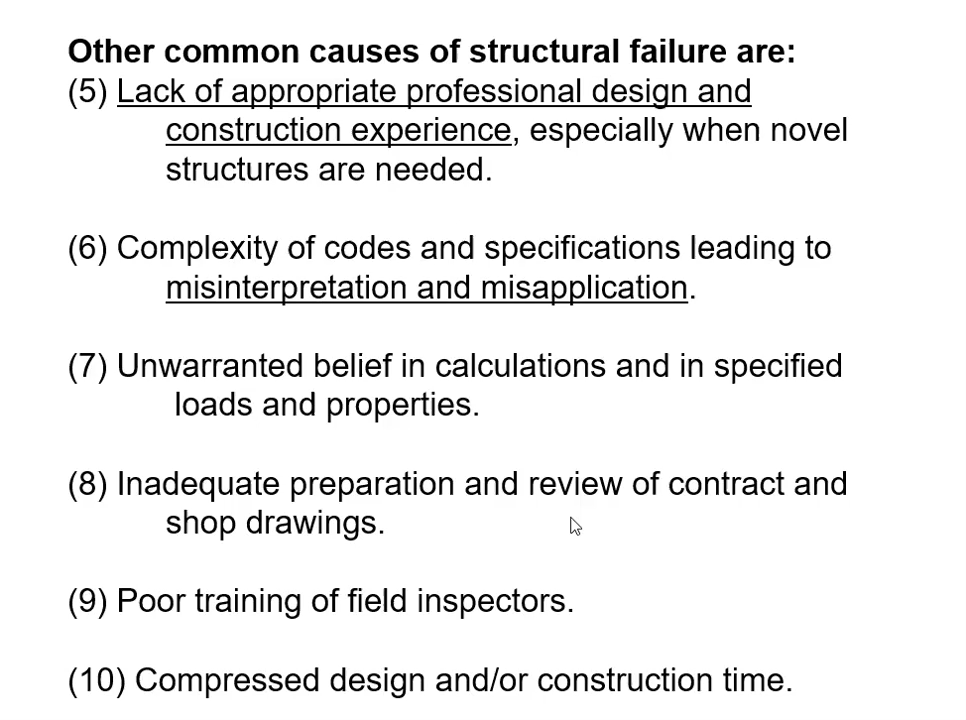 Other common causes of structural failure are:
(5) Lack of appropriate professional design and
construction experience, especially when novel
structures are needed.
(6) Complexity of codes and specifications leading to
misinterpretation and misapplication.
(7) Unwarranted belief in calculations and in specified
loads and properties.
(8) Inadequate preparation and review of contract and
shop drawings.
(9) Poor training of field inspectors.
(10) Compressed design and/or construction time.